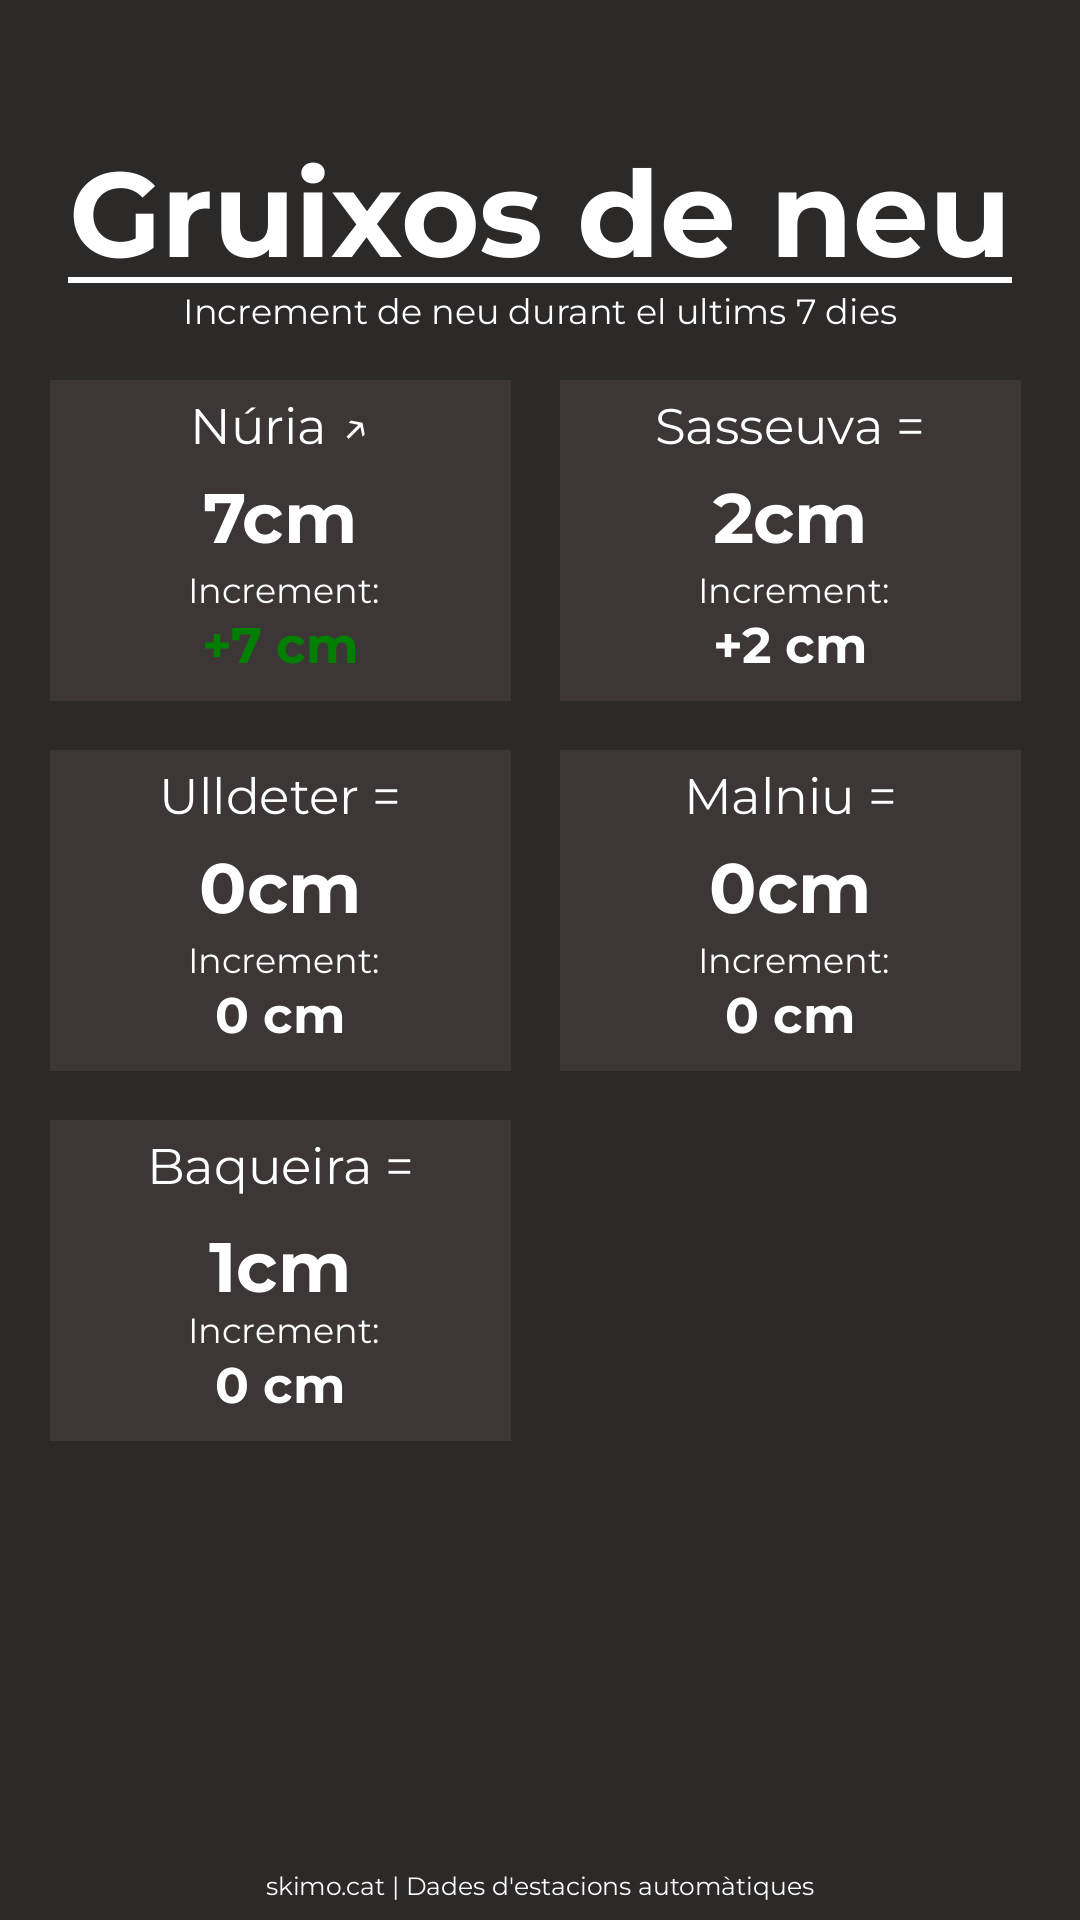 Gruixos de neu
Increment de neu durant el ultims 7 dies
Núria ↗
7cm
Increment:
+7 cm
Sasseuva =
2cm
Increment:
+2 cm
Ulldeter =
0cm
Increment:
0 cm
Malniu =
0cm
Increment:
0 cm
Baqueira =
1cm
Increment:
0 cm
skimo.cat | Dades d'estacions automàtiques